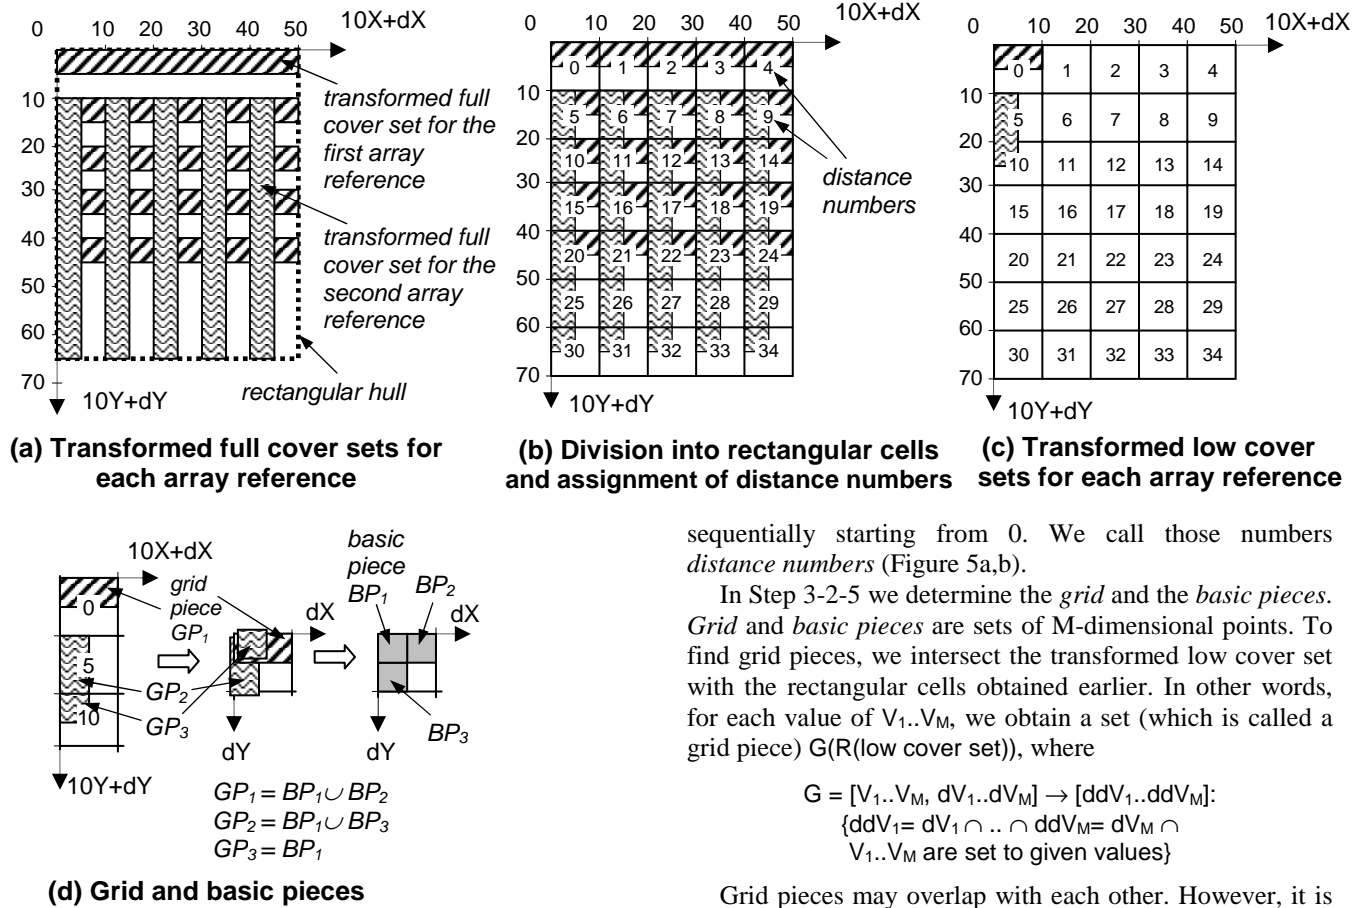 0 10 20 30 40 50 10X+dX
10
20
30
40
50
60
70
10Y+dY
transformed full
cover set for the
first array
reference
transformed full
cover set for the
second array
reference
rectangular hull
(a) Transformed full cover sets for
each array reference
0 10 20 30 40 50 10X+dX
10
20
30
40
50
60
70
10Y+dY
0 1 2 3 4
5 6 7 8 9
10 11 12 13 14
15 16 17 18 19
20 21 22 23 24
25 26 27 28 29
30 31 32 33 34
distance
numbers
(b) Division into rectangular cells
and assignment of distance numbers
0 10 20 30 40 50 10X+dX
10
20
30
40
50
60
70
10Y+dY
0 1 2 3 4
5 6 7 8 9
10 11 12 13 14
15 16 17 18 19
20 21 22 23 24
25 26 27 28 29
30 31 32 33 34
(c) Transformed low cover
sets for each array reference
10X+dX
0
5
10
10Y+dY
grid
piece
GP₁
GP₂
GP₃
dX
dY
basic
piece
BP₁
BP₂
BP₃
dX
dY
GP₁ = BP₁∪ BP₂
GP₂ = BP₁∪ BP₃
GP₃ = BP₁
(d) Grid and basic pieces
sequentially starting from 0. We call those numbers
distance numbers (Figure 5a,b).
In Step 3-2-5 we determine the grid and the basic pieces.
Grid and basic pieces are sets of M-dimensional points. To
find grid pieces, we intersect the transformed low cover set
with the rectangular cells obtained earlier. In other words,
for each value of V₁..V_M, we obtain a set (which is called a
grid piece) G(R(low cover set)), where
G = [V₁..V_M, dV₁..dV_M] → [ddV₁..ddV_M]:
{ddV₁= dV₁ ∩ .. ∩ ddV_M= dV_M ∩
V₁..V_M are set to given values}
Grid pieces may overlap with each other. However, it is